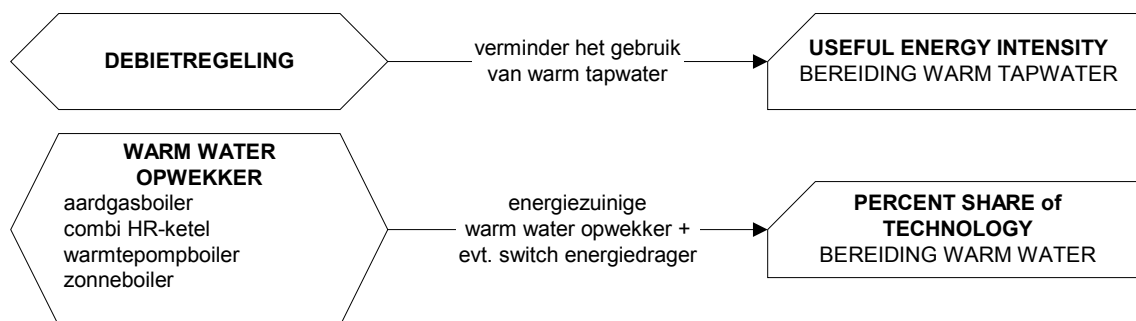 DEBIETREGELING
verminder het gebruik
van warm tapwater
USEFUL ENERGY INTENSITY
BEREIDING WARM TAPWATER
WARM WATER
OPWEKKER
aardgasboiler
combi HR-ketel
warmtepompboiler
zonneboiler
energiezuinige
warm water opwekker +
evt. switch energiedrager
PERCENT SHARE of
TECHNOLOGY
BEREIDING WARM WATER